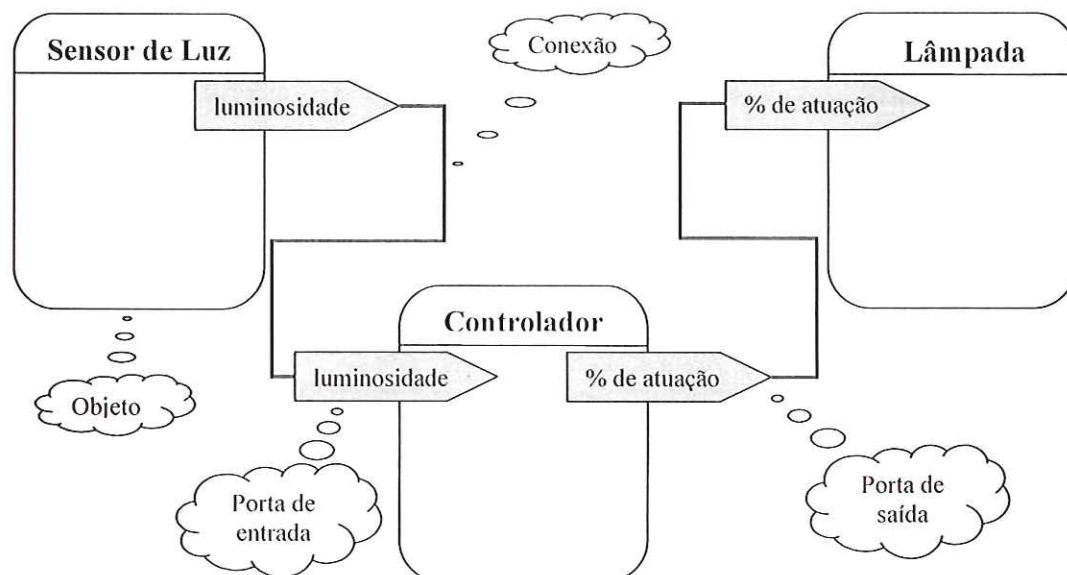 Sensor de Luz
luminosidade
Conexão
Lâmpada
% de atuação
Controlador
luminosidade
% de atuação
Objeto
Porta de
entrada
Porta de
saída